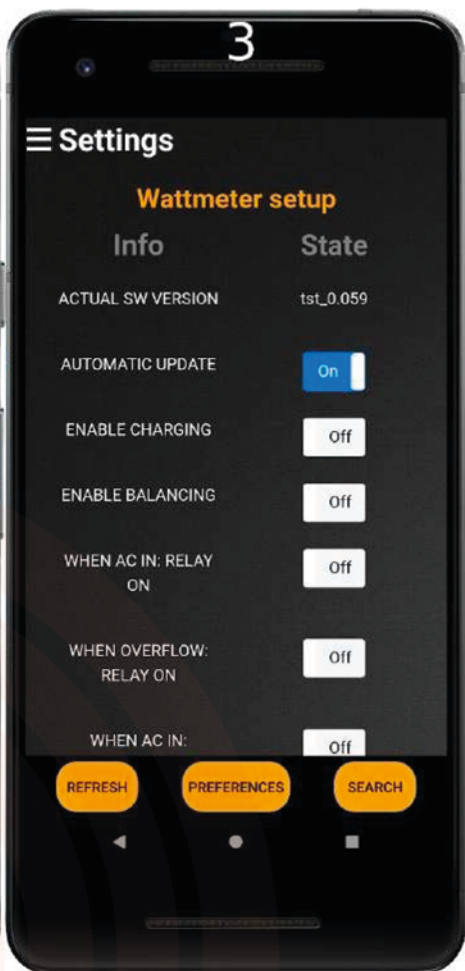 3
☰ Settings
Wattmeter setup
Info State
ACTUAL SW VERSION tst_0.059
AUTOMATIC UPDATE On
ENABLE CHARGING Off
ENABLE BALANCING Off
WHEN AC IN: RELAY
ON Off
WHEN OVERFLOW:
RELAY ON Off
WHEN AC IN: Off
REFRESH PREFERENCES SEARCH